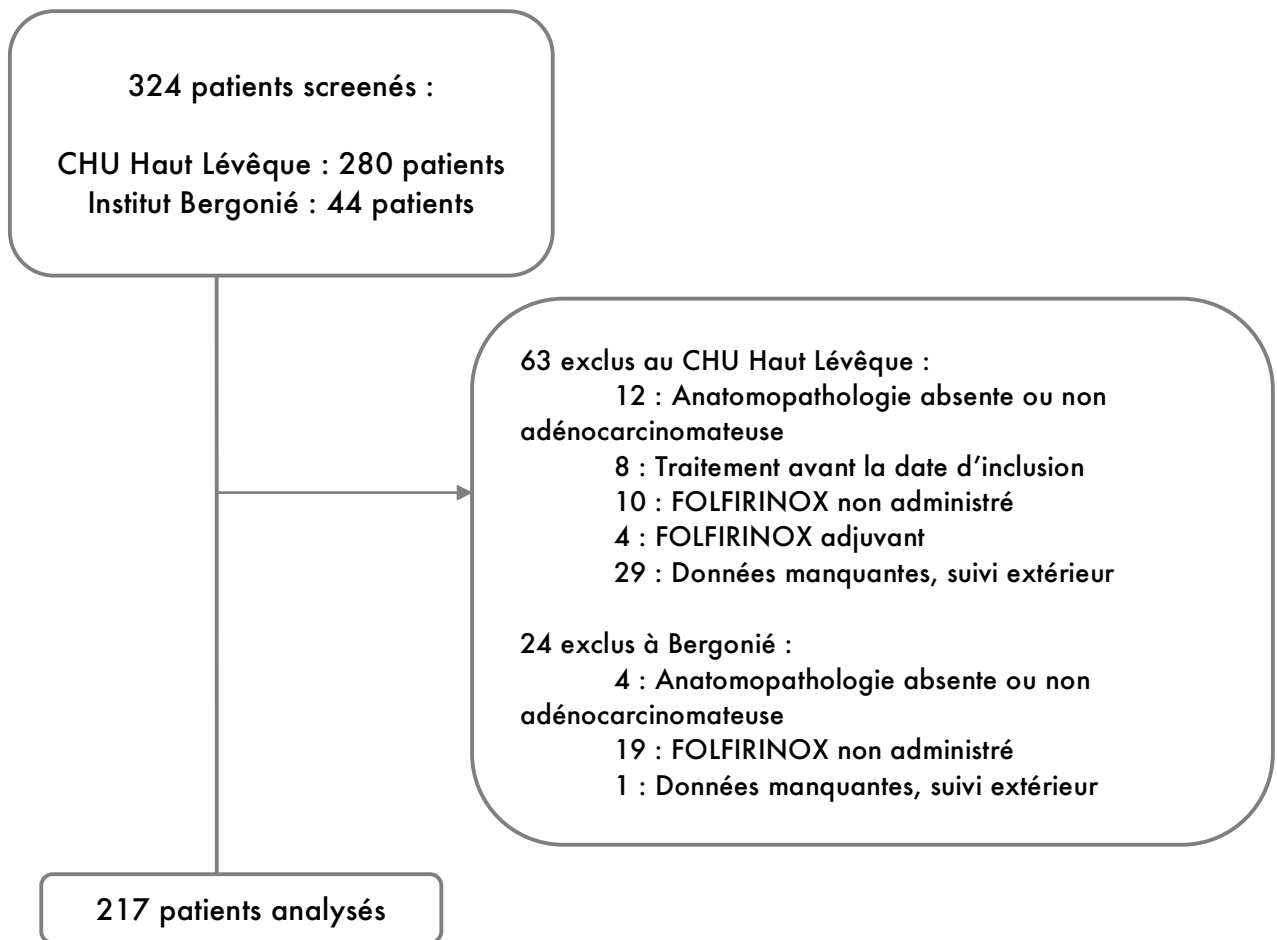 324 patients screenés :
CHU Haut Lévêque : 280 patients
Institut Bergonié : 44 patients
63 exclus au CHU Haut Lévêque :
12 : Anatomopathologie absente ou non
adénocarcinomateuse
8 : Traitement avant la date d’inclusion
10 : FOLFIRINOX non administré
4 : FOLFIRINOX adjuvant
29 : Données manquantes, suivi extérieur
24 exclus à Bergonié :
4 : Anatomopathologie absente ou non
adénocarcinomateuse
19 : FOLFIRINOX non administré
1 : Données manquantes, suivi extérieur
217 patients analysés